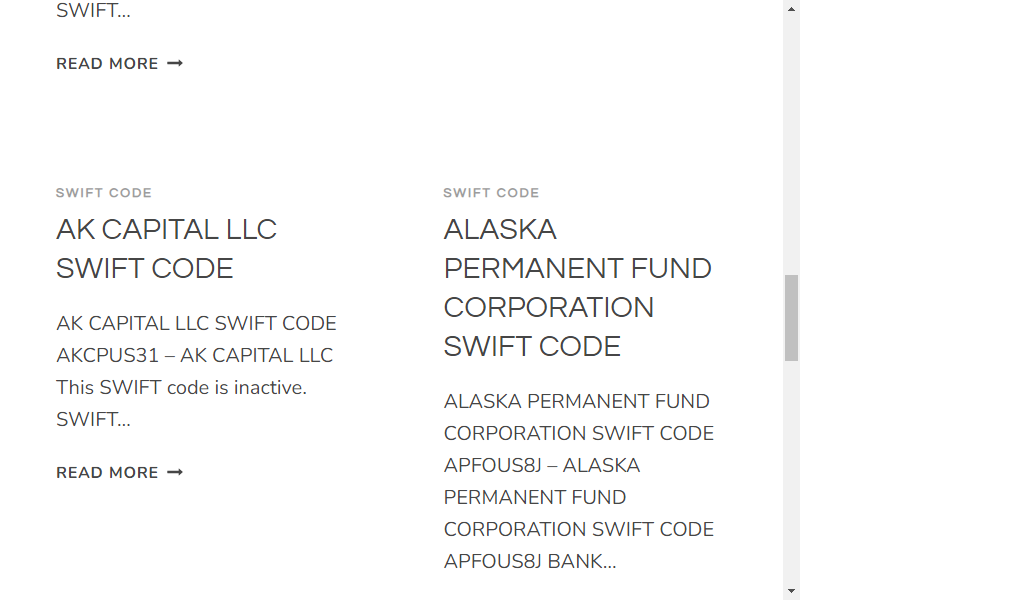 SWIFT...
READ MORE
SWIFT CODE
AK CAPITAL LLC
SWIFT CODE
AK CAPITAL LLC SWIFT CODE
AKCPUS31 – AK CAPITAL LLC
This SWIFT code is inactive.
SWIFT...
READ MORE
SWIFT CODE
ALASKA
PERMANENT FUND
CORPORATION
SWIFT CODE
ALASKA PERMANENT FUND
CORPORATION SWIFT CODE
APFOUS8J – ALASKA
PERMANENT FUND
CORPORATION SWIFT CODE
APFOUS8J BANK...